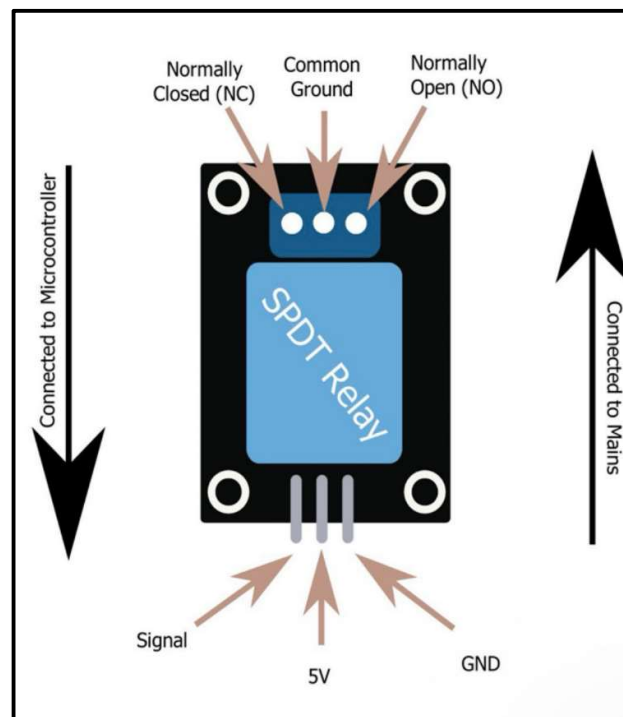 Normally
Closed (NC)
Common
Ground
Normally
Open (NO)
Connected to Microcontroller
SPDT Relay
Connected to Mains
Signal
5V
GND